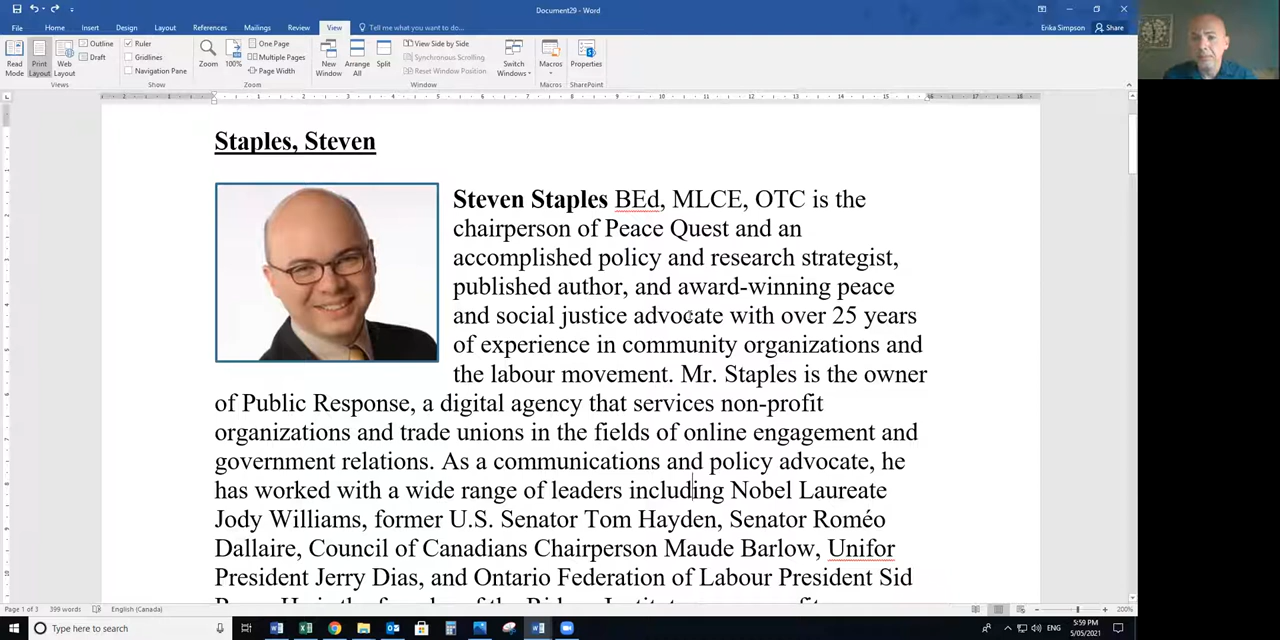 Document29 - Word
Erika Simpson
Share
File Home Insert Design Layout References Mailings Review View Tell me what you want to do...
Read Mode
Print Layout
Web Layout
Outline
Draft
Views
Ruler
Gridlines
Navigation Pane
Show
Zoom
100%
One Page
Multiple Pages
Page Width
Zoom
New Window
Arrange All
Split
View Side by Side
Synchronous Scrolling
Reset Window Position
Window
Switch Windows
Macros
Macros
Properties
SharePoint
Staples, Steven
Steven Staples BEd, MLCE, OTC is the
chairperson of Peace Quest and an
accomplished policy and research strategist,
published author, and award-winning peace
and social justice advocate with over 25 years
of experience in community organizations and
the labour movement. Mr. Staples is the owner
of Public Response, a digital agency that services non-profit
organizations and trade unions in the fields of online engagement and
government relations. As a communications and policy advocate, he
has worked with a wide range of leaders including Nobel Laureate
Jody Williams, former U.S. Senator Tom Hayden, Senator Roméo
Dallaire, Council of Canadians Chairperson Maude Barlow, Unifor
President Jerry Dias, and Ontario Federation of Labour President Sid
Page 1 of 3 399 words English (Canada) 200%
Type here to search
ENG
5:59 PM
5/05/2021